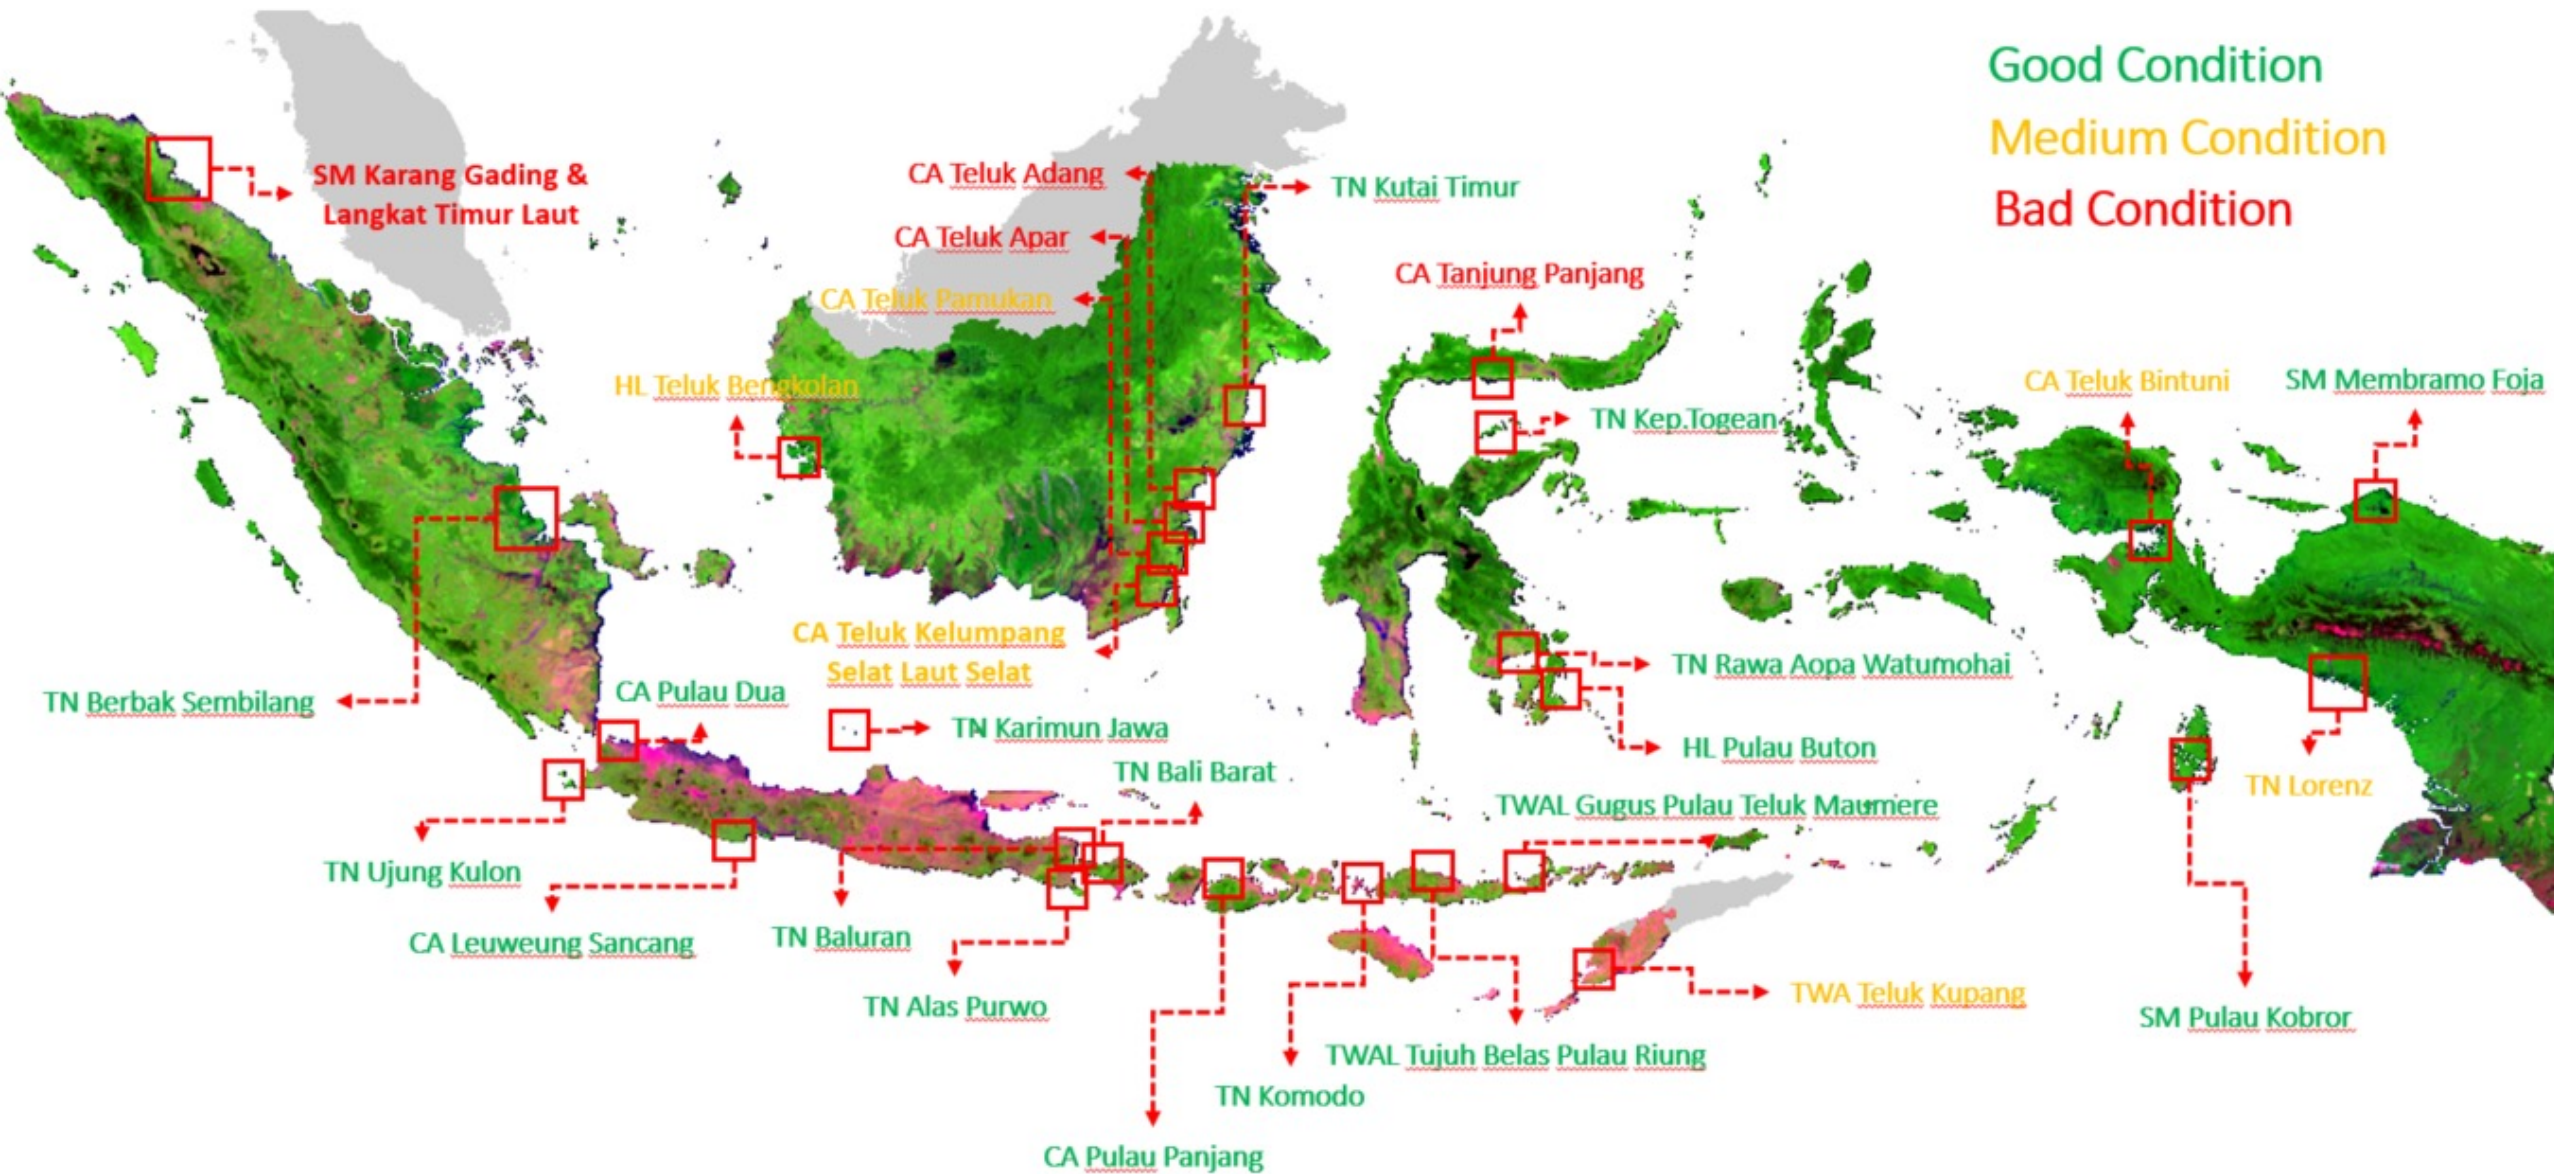 Good Condition
Medium Condition
Bad Condition
SM Karang Gading &
Langkat Timur Laut
CA Teluk Adang
TN Kutai Timur
CA Teluk Apar
CA Teluk Pamukan
CA Tanjung Panjang
HL Teluk Bengkolan
CA Teluk Bintuni
SM Membramo Foja
TN Kep.Togean
CA Teluk Kelumpang
Selat Laut Selat
TN Rawa Aopa Watumohai
TN Berbak Sembilang
CA Pulau Dua
TN Karimun Jawa
HL Pulau Buton
TN Bali Barat
TN Lorenz
TWAL Gugus Pulau Teluk Maumere
TN Ujung Kulon
CA Leuweung Sancang
TN Baluran
TN Alas Purwo
TWA Teluk Kupang
SM Pulau Kobror
TWAL Tujuh Belas Pulau Riung
TN Komodo
CA Pulau Panjang